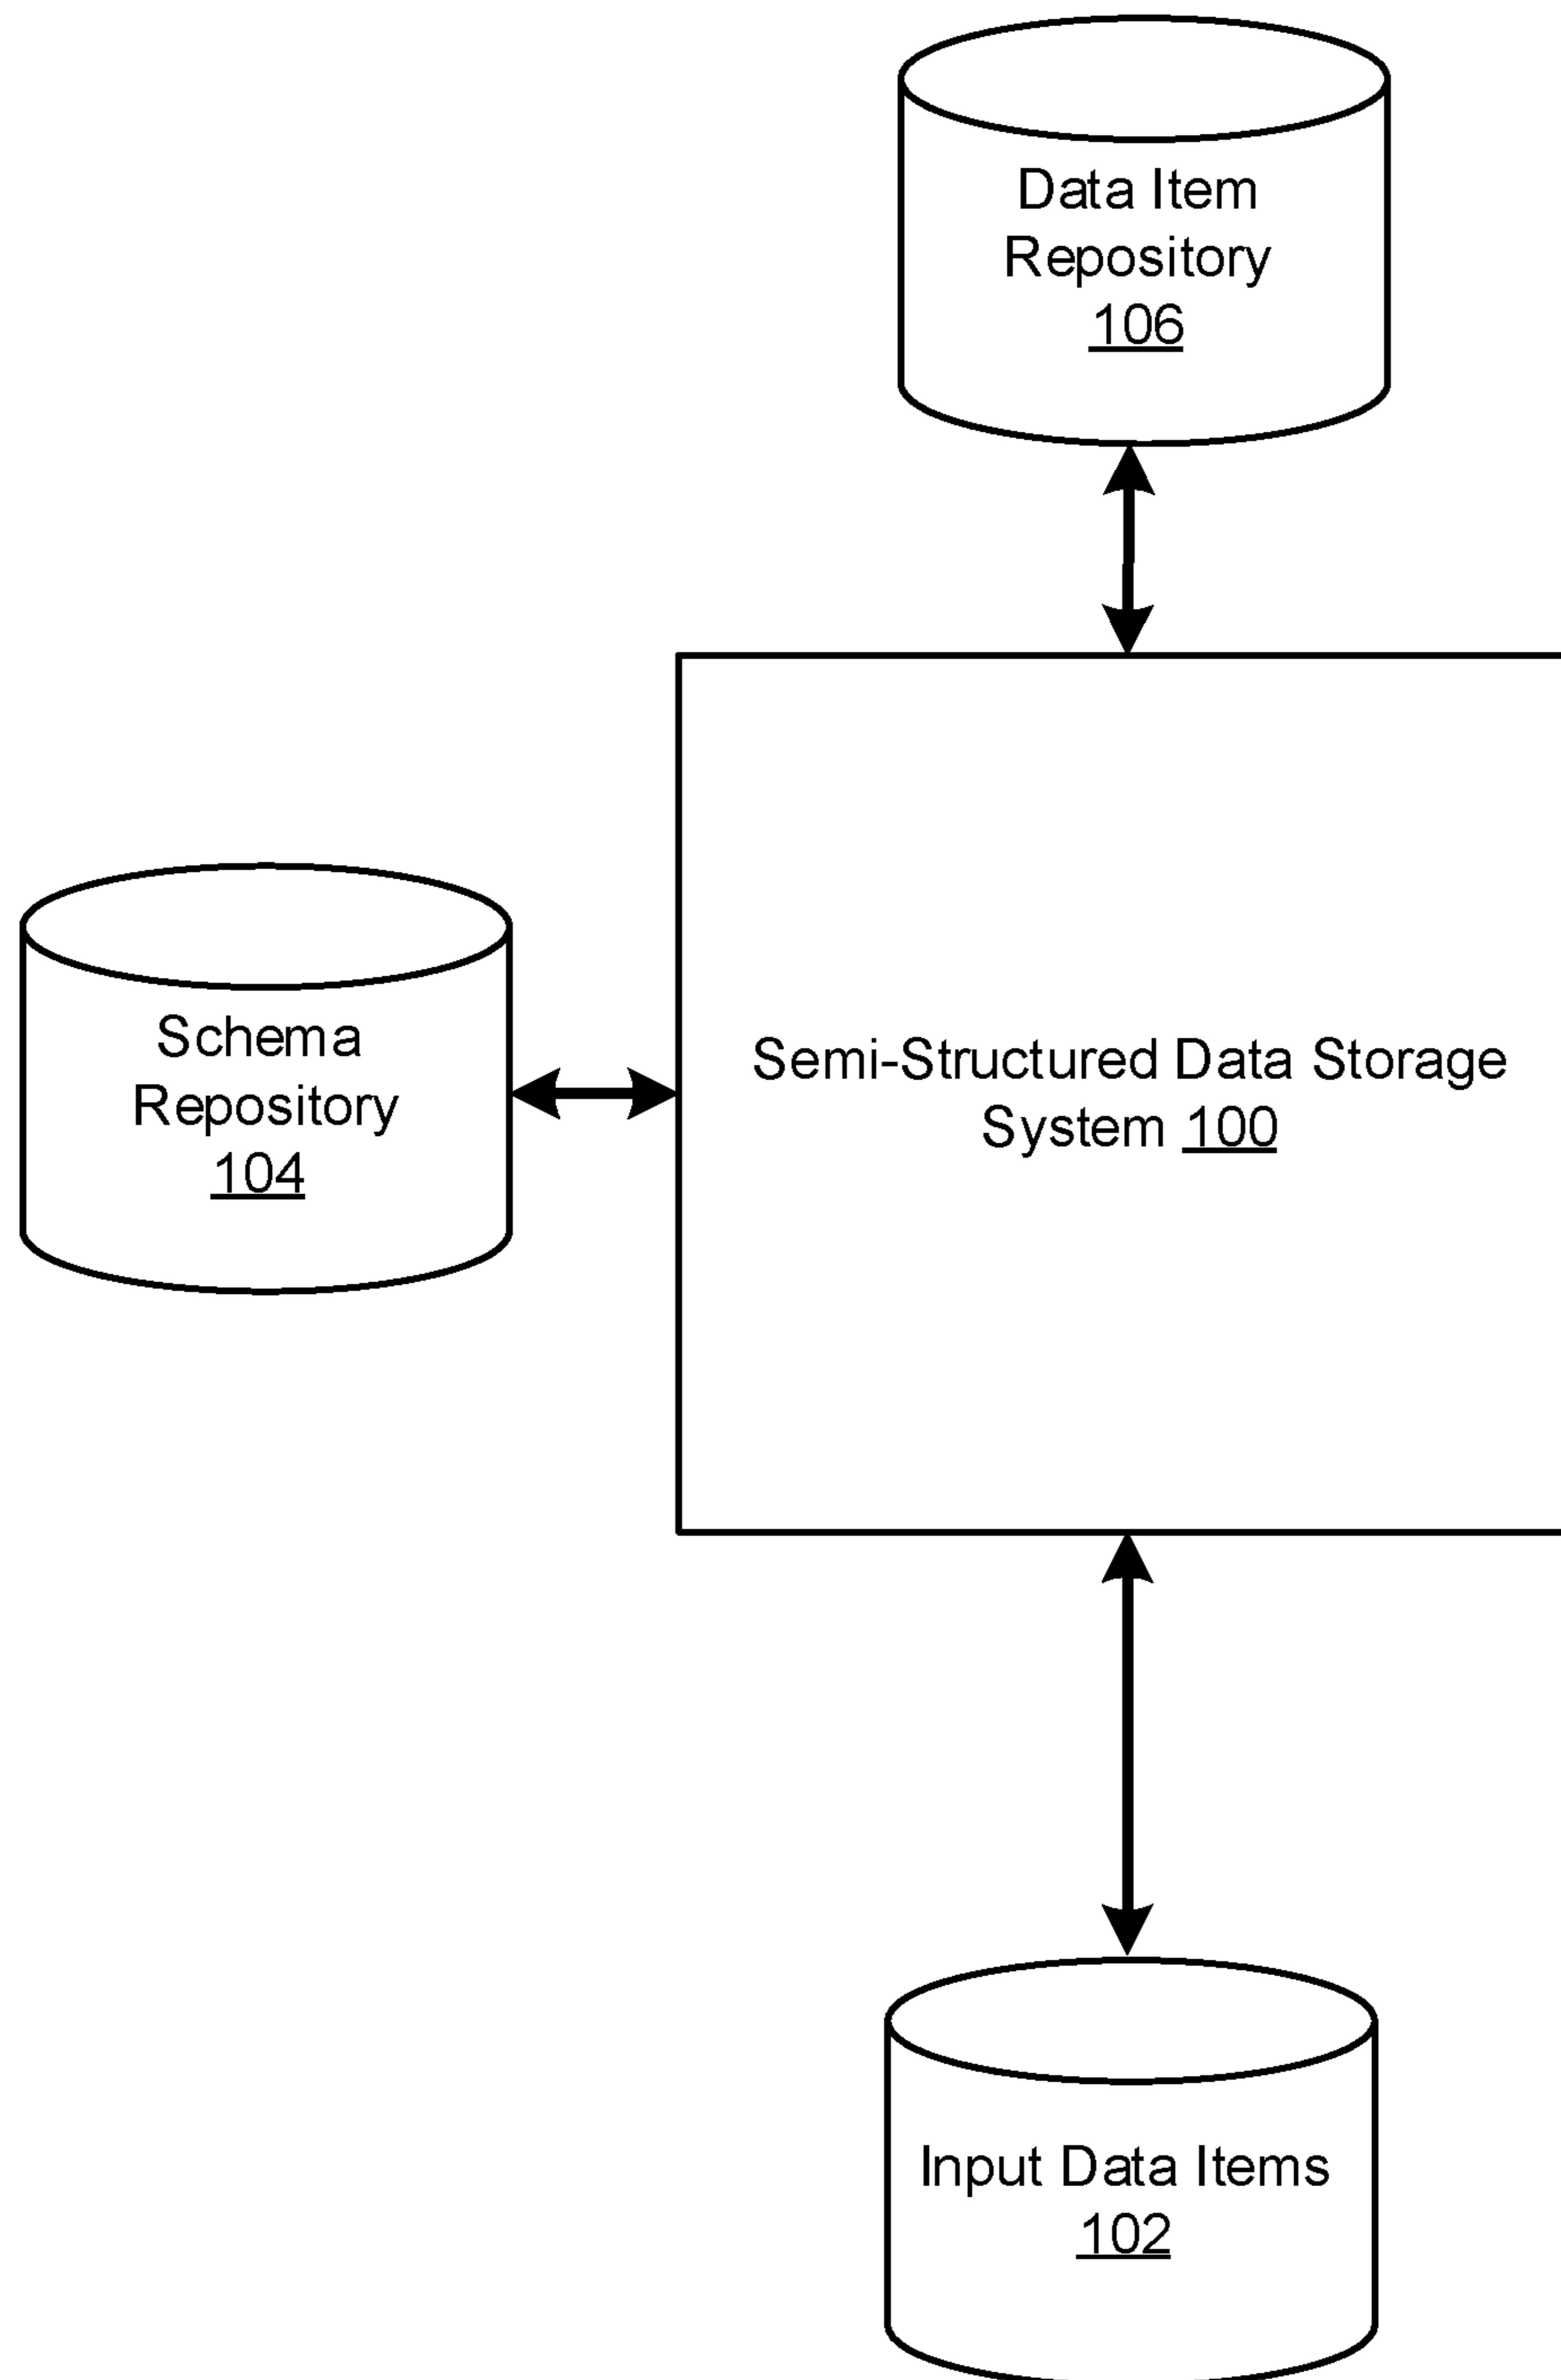 Data Item
Repository
106
Schema
Repository
104
Semi-Structured Data Storage
System 100
Input Data Items
102